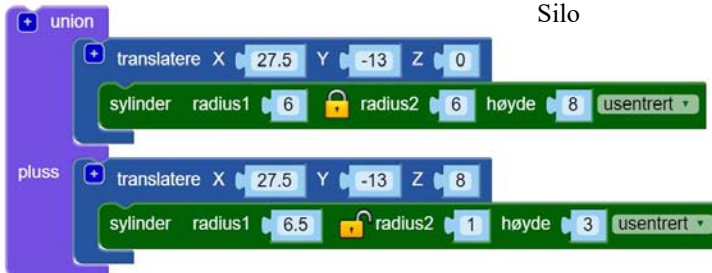 Silo
union
translatere X 27.5 Y -13 Z 0
sylinder radius1 6 radius2 6 høyde 8 usentrert
pluss
translatere X 27.5 Y -13 Z 8
sylinder radius1 6.5 radius2 1 høyde 3 usentrert